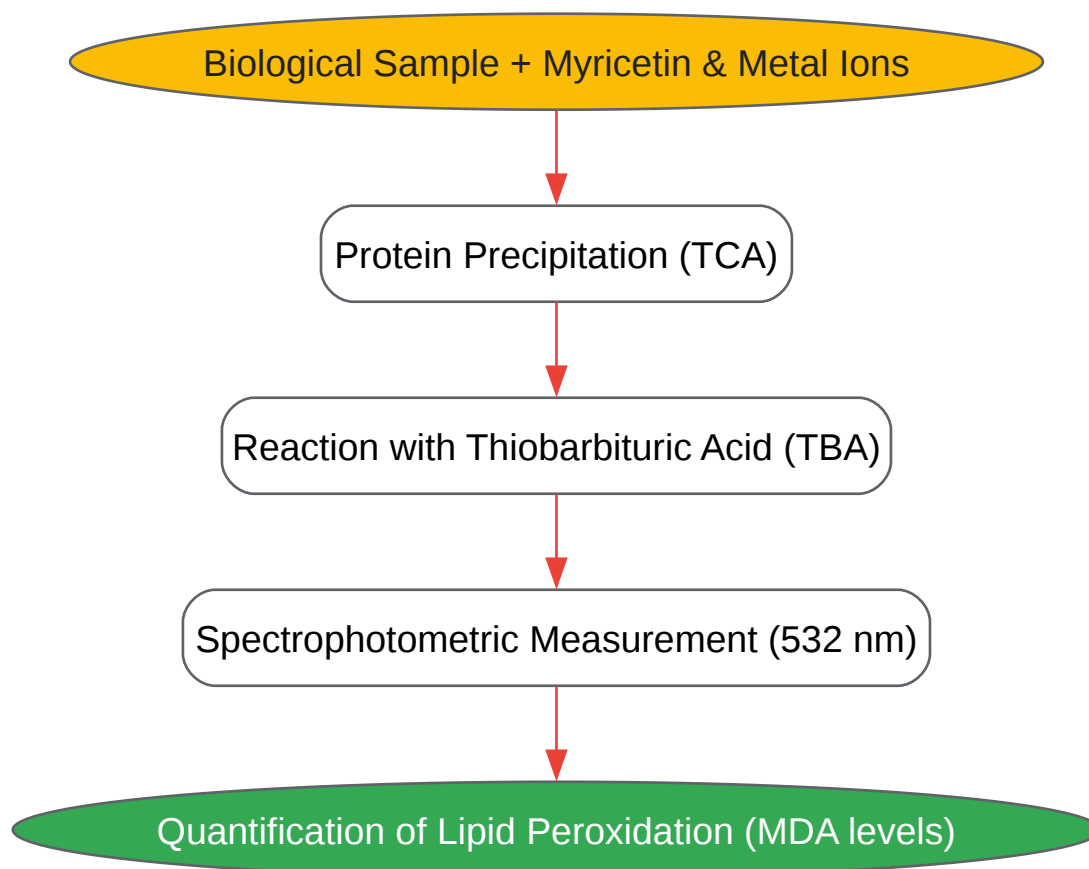 Biological Sample + Myricetin & Metal Ions
Protein Precipitation (TCA)
Reaction with Thiobarbituric Acid (TBA)
Spectrophotometric Measurement (532 nm)
Quantification of Lipid Peroxidation (MDA levels)